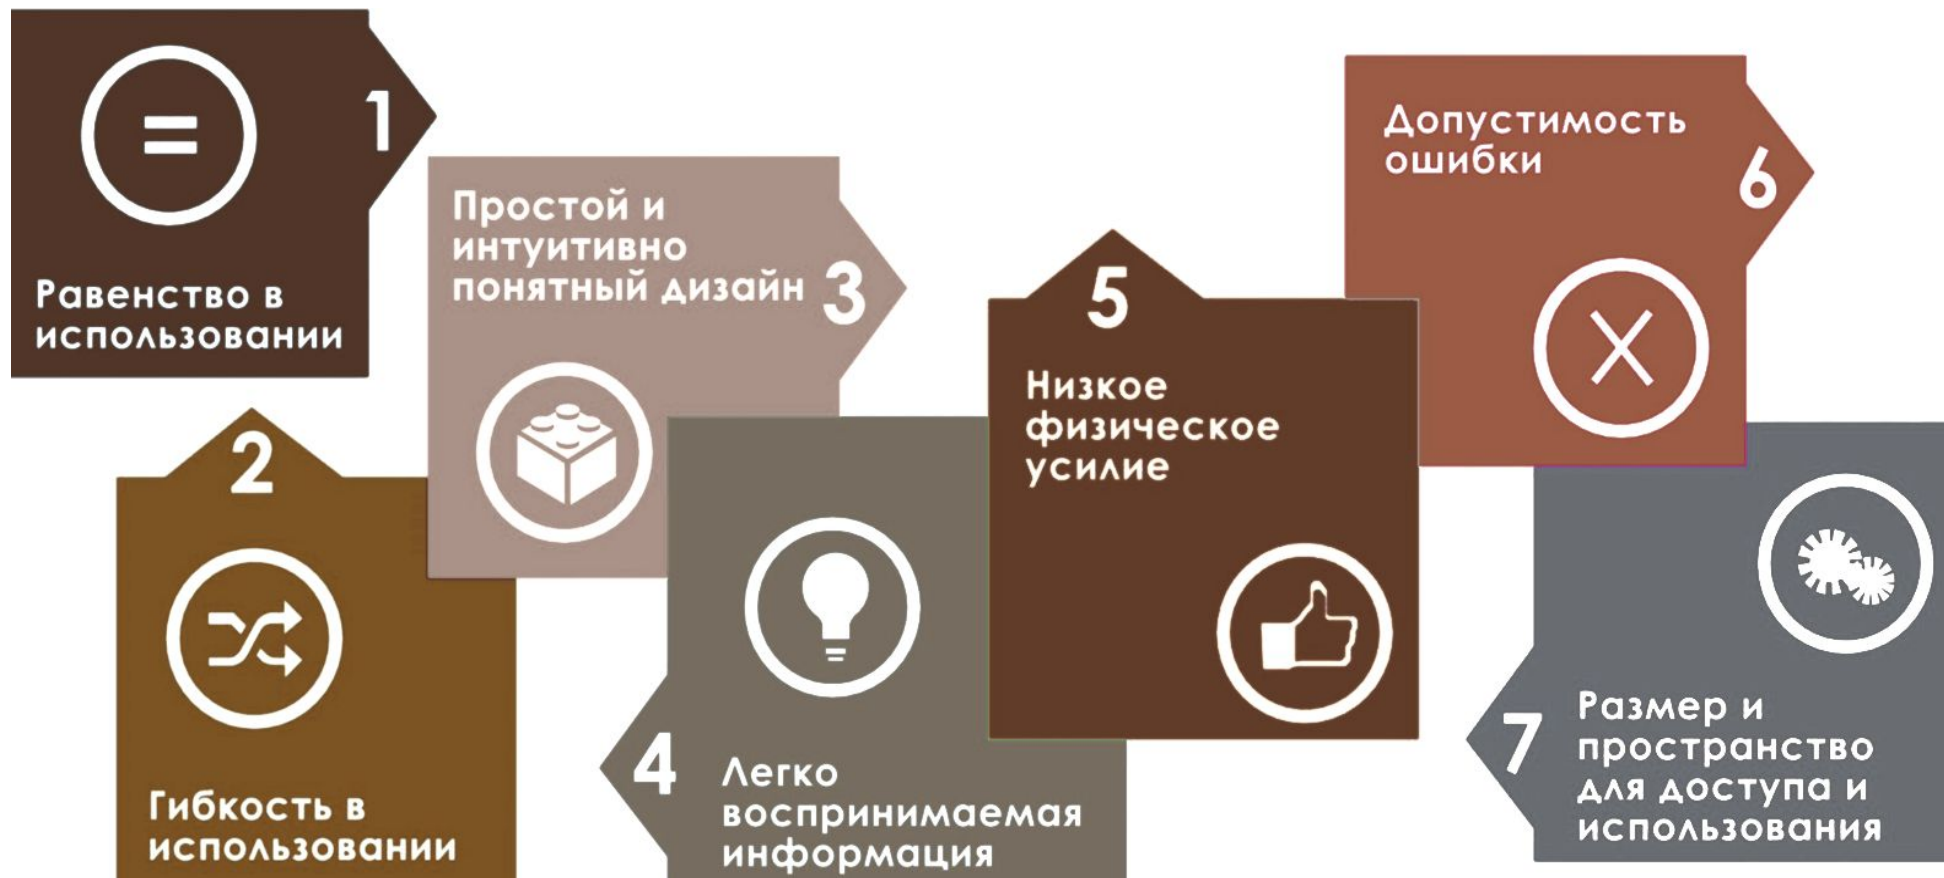 1
Равенство в
использовании
2
Гибкость в
использовании
Простой и
интуитивно
понятный дизайн
3
4
Легко
воспринимаемая
информация
5
Низкое
физическое
усилие
Допустимость
ошибки
6
7
Размер и
пространство
для доступа и
использования